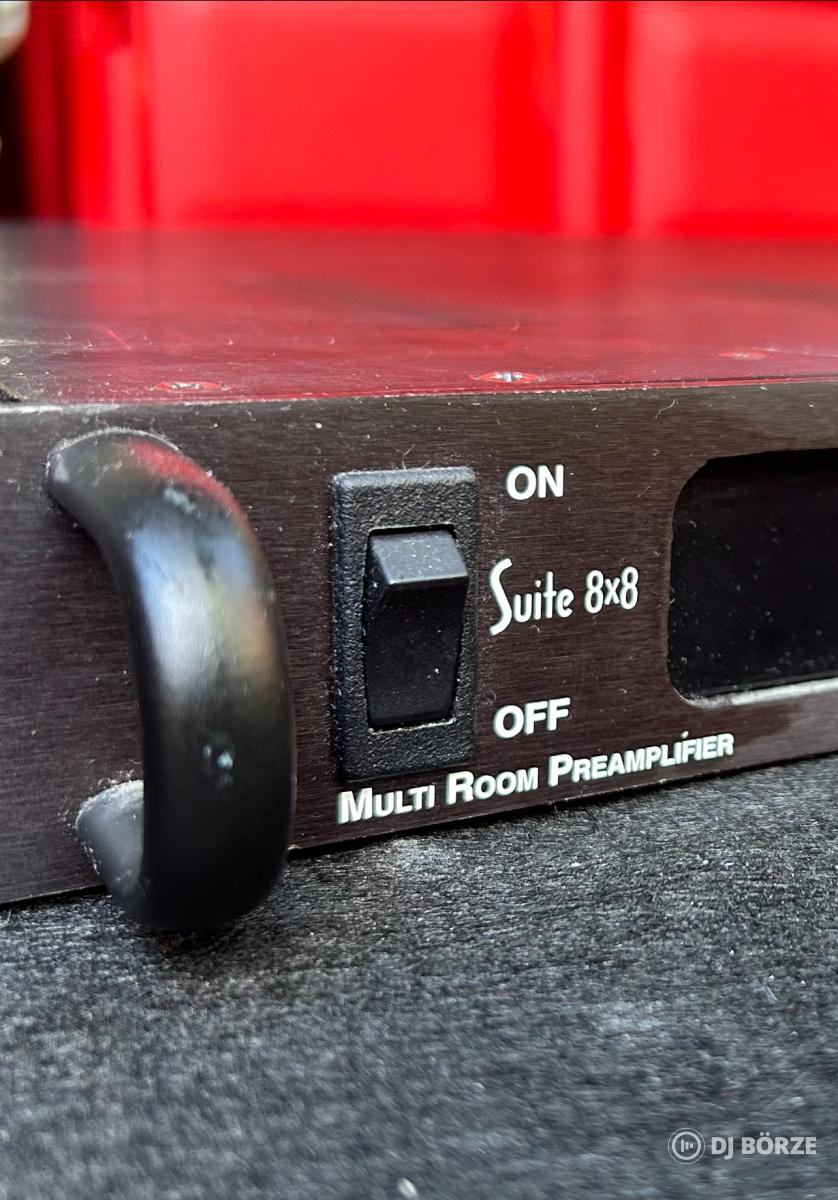 ON
Suite 8x8
OFF
MULTI ROOM PREAMPLIFIER
DJ BÖRZE